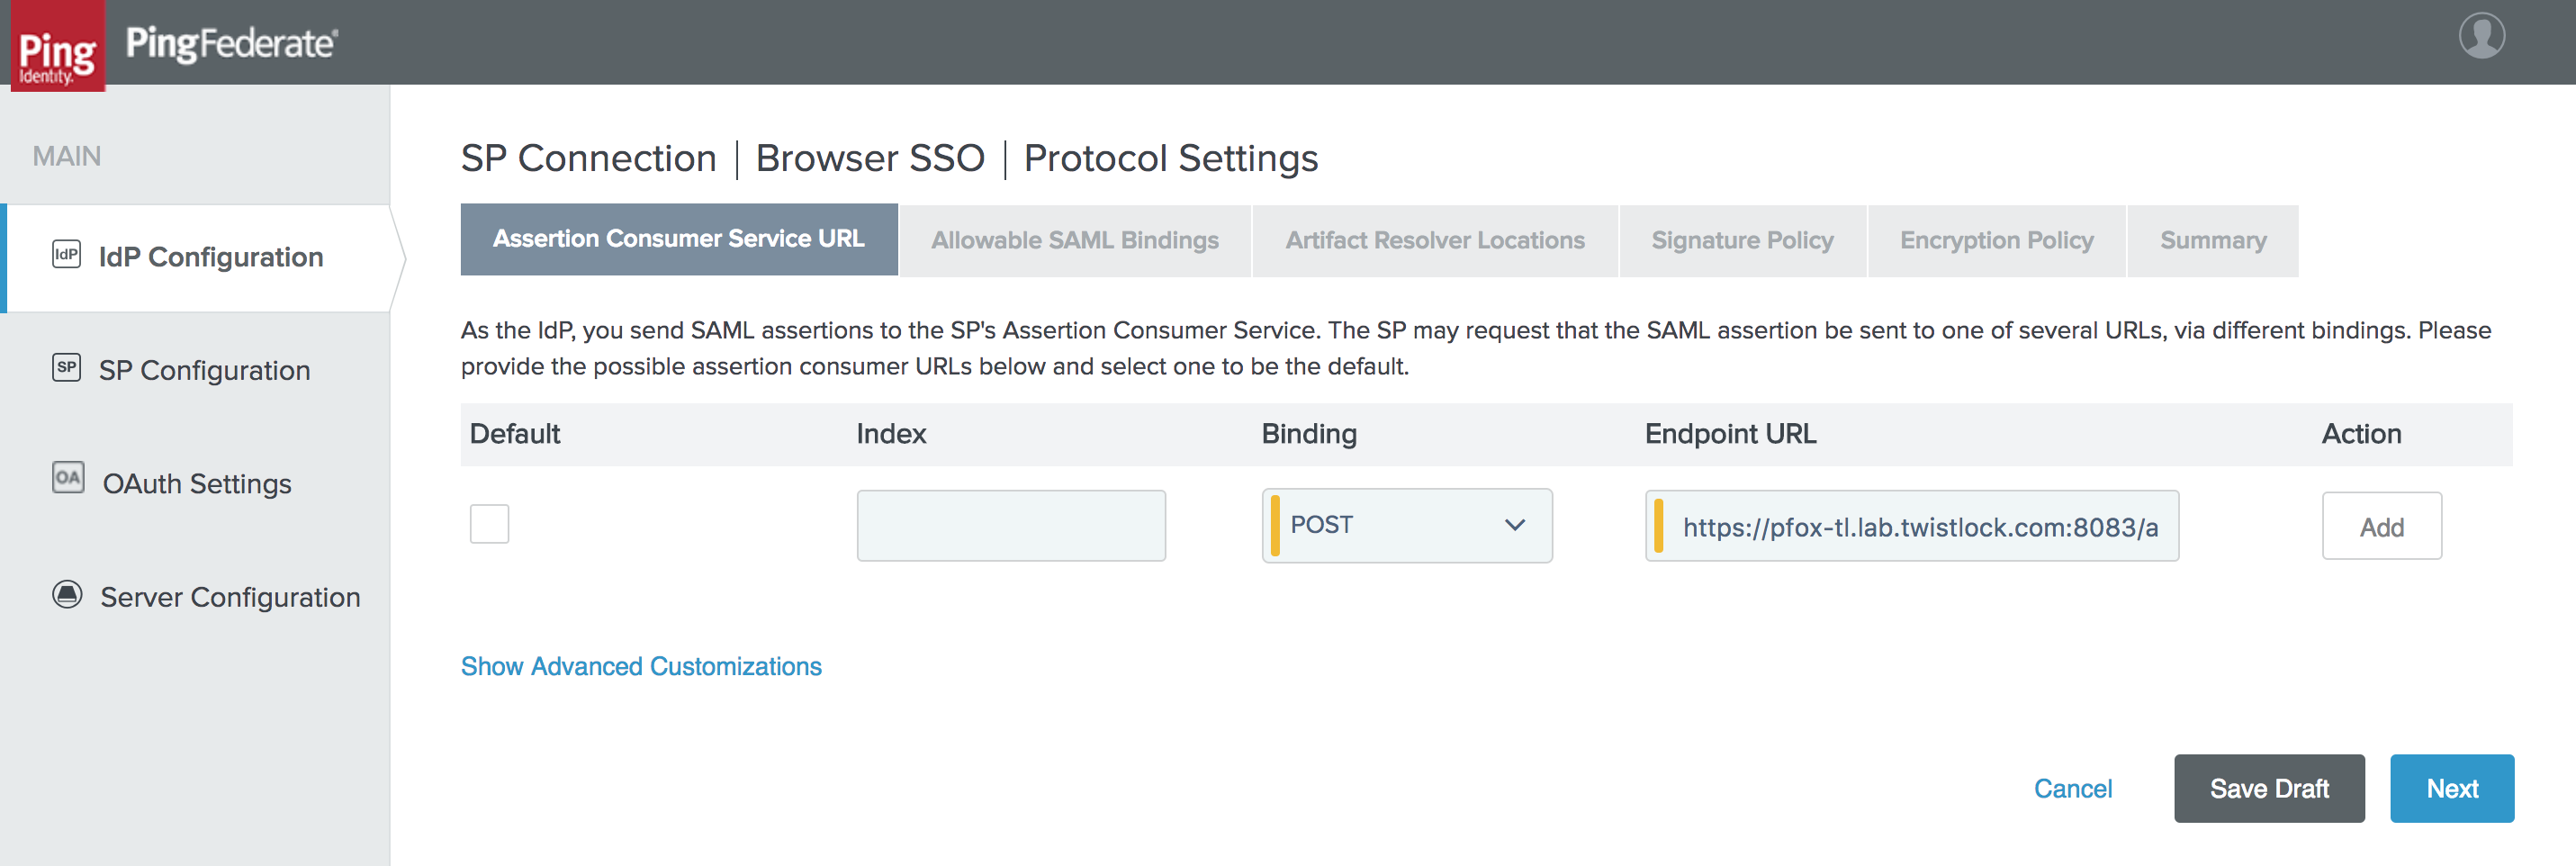 Ping
Identity.
PingFederate
MAIN
IdP
IdP Configuration
SP
SP Configuration
OA
OAuth Settings
Server Configuration
SP Connection | Browser SSO | Protocol Settings
Assertion Consumer Service URL
Allowable SAML Bindings
Artifact Resolver Locations
Signature Policy
Encryption Policy
Summary
As the IdP, you send SAML assertions to the SP's Assertion Consumer Service. The SP may request that the SAML assertion be sent to one of several URLs, via different bindings. Please
provide the possible assertion consumer URLs below and select one to be the default.
Default Index Binding Endpoint URL Action
POST https://pfox-tl.lab.twistlock.com:8083/a Add
Show Advanced Customizations
Cancel Save Draft Next